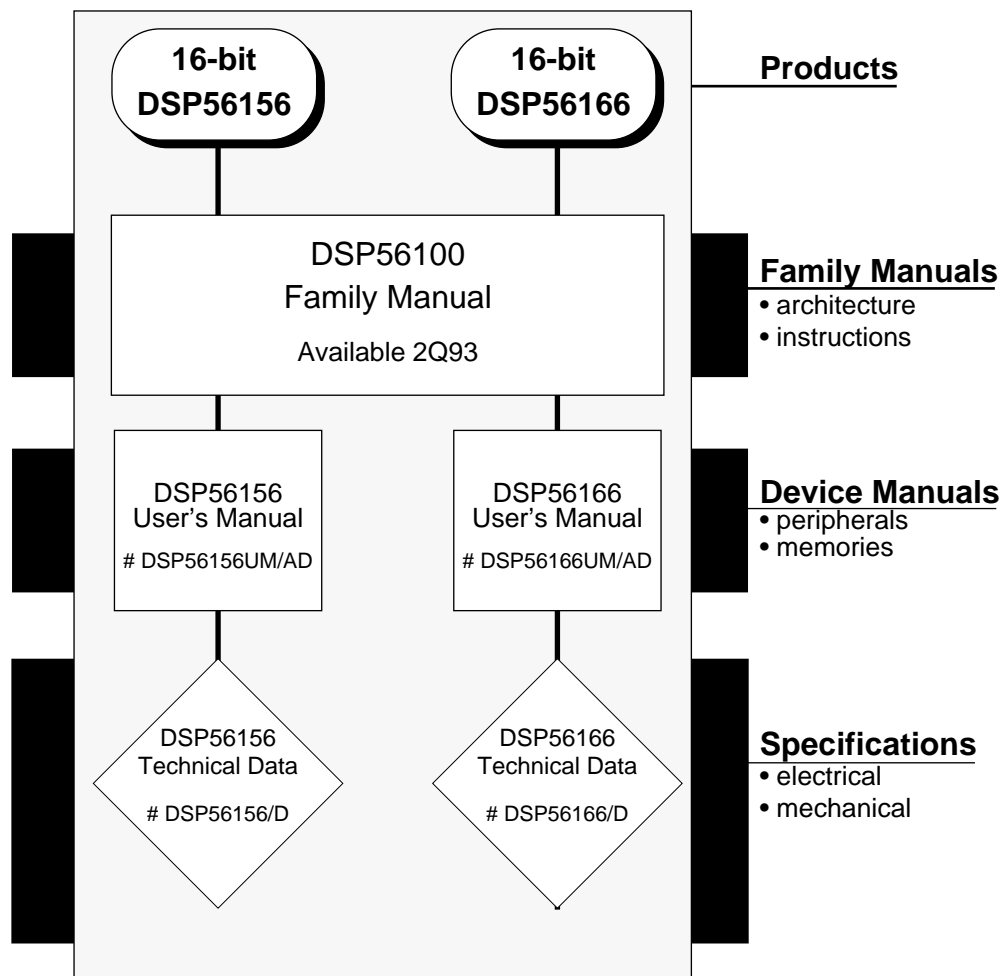 16-bit
DSP56156
16-bit
DSP56166
Products
DSP56100
Family Manual
Available 2Q93
Family Manuals
• architecture
• instructions
DSP56156
User's Manual
# DSP56156UM/AD
DSP56166
User's Manual
# DSP56166UM/AD
Device Manuals
• peripherals
• memories
DSP56156
Technical Data
# DSP56156/D
DSP56166
Technical Data
# DSP56166/D
Specifications
• electrical
• mechanical